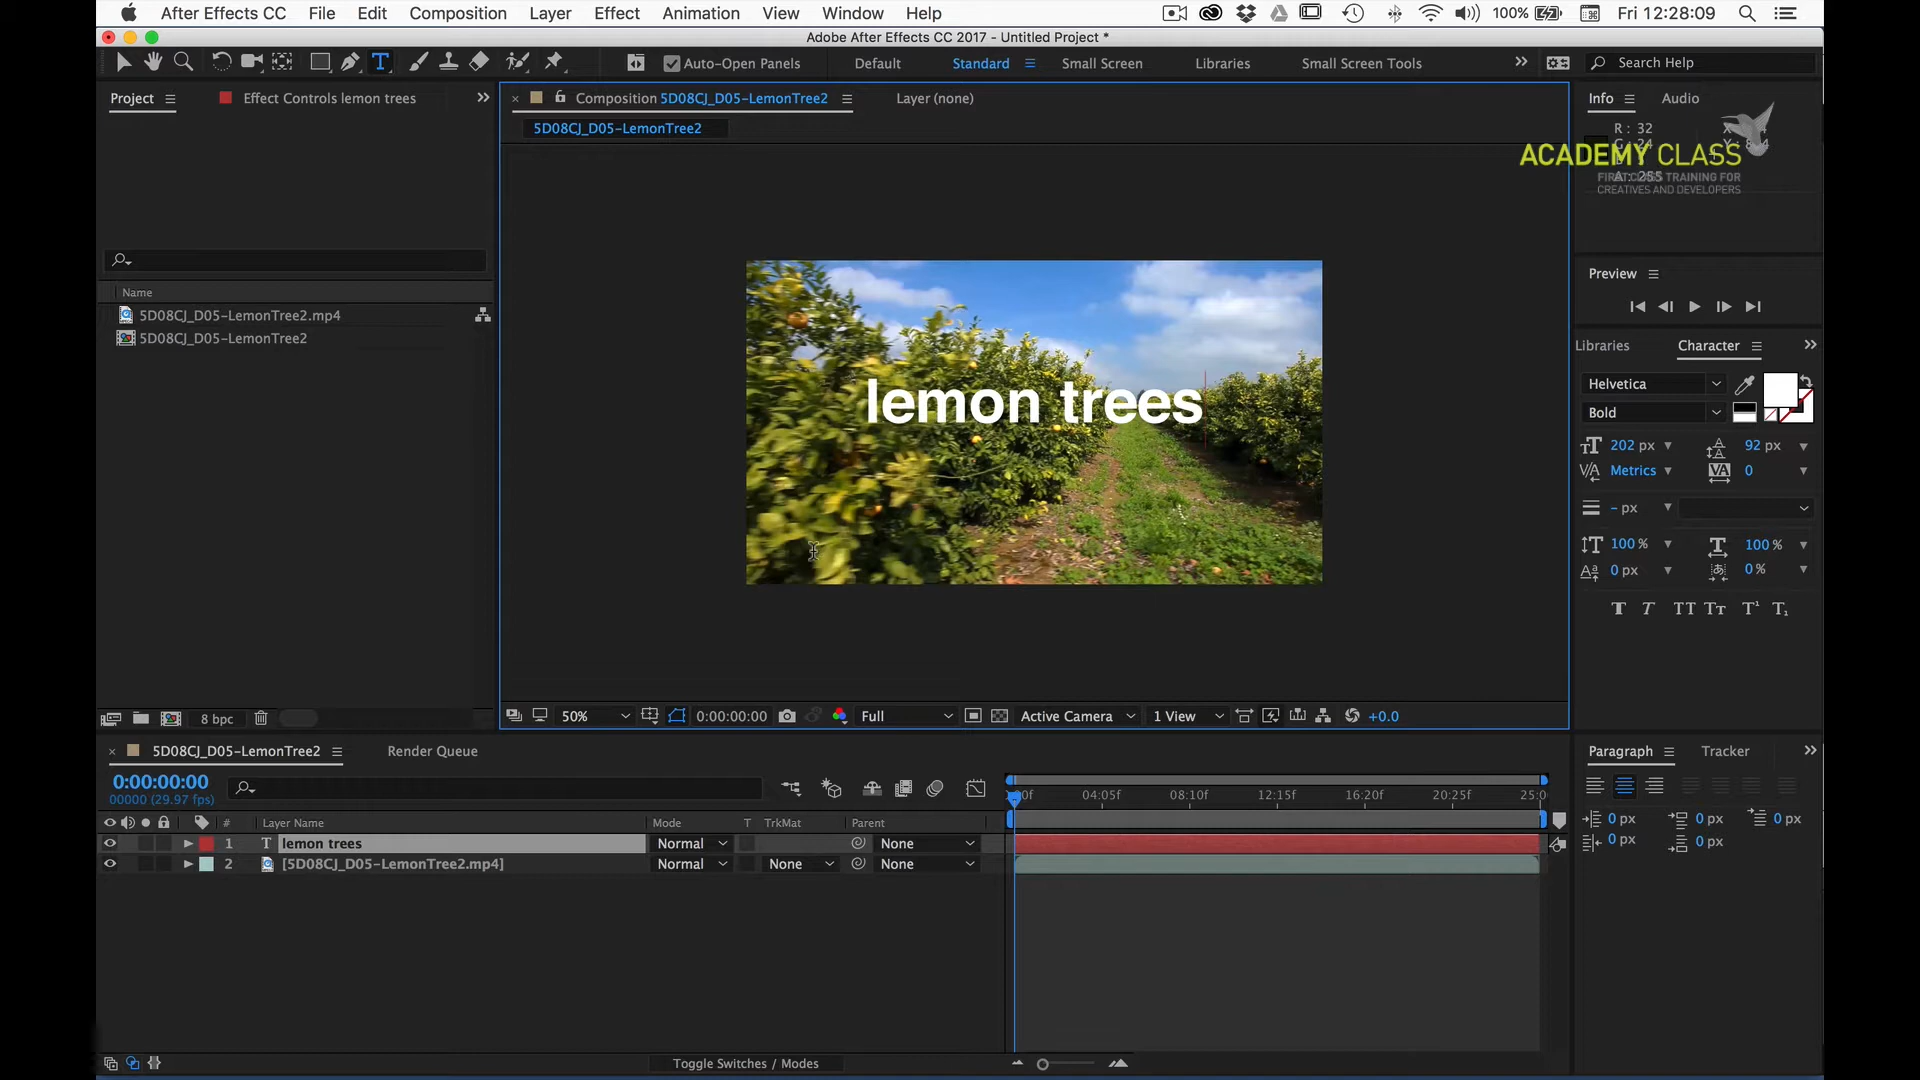 After Effects CC File Edit Composition Layer Effect Animation View Window Help 100% Fri 12:28:09
Adobe After Effects CC 2017 - Untitled Project *
Auto-Open Panels Default Standard Small Screen Libraries Small Screen Tools Search Help
Project Effect Controls lemon trees
Composition 5D08CJ_D05-LemonTree2 Layer (none)
5D08CJ_D05-LemonTree2
Info Audio
R: 32
ACADEMY CLASS
FIRST CLASS TRAINING FOR
CREATIVES AND DEVELOPERS
Name
5D08CJ_D05-LemonTree2.mp4
5D08CJ_D05-LemonTree2
lemon trees
Preview
Libraries Character
Helvetica
Bold
202 px 92 px
Metrics 0
- px
100 % 100 %
0 px 0 %
T T TT TT T¹ T₁
8 bpc
50% 0:00:00:00 Full Active Camera 1 View +0.0
5D08CJ_D05-LemonTree2 Render Queue
0:00:00:00
00000 (29.97 fps)
04:05f 08:10f 12:15f 16:20f 20:25f 25:0
# Layer Name Mode T TrkMat Parent
1 T lemon trees Normal None
2 [5D08CJ_D05-LemonTree2.mp4] Normal None None
Toggle Switches / Modes
Paragraph Tracker
0 px 0 px 0 px
0 px 0 px